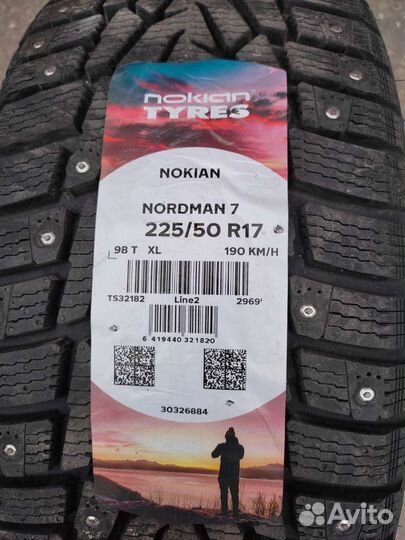 nokian
TYRES
NOKIAN
NORDMAN 7
225/50 R17
98 T XL 190 KM/H
TS32182 Line2 2969'
6 419440 321820
30326884
Avito